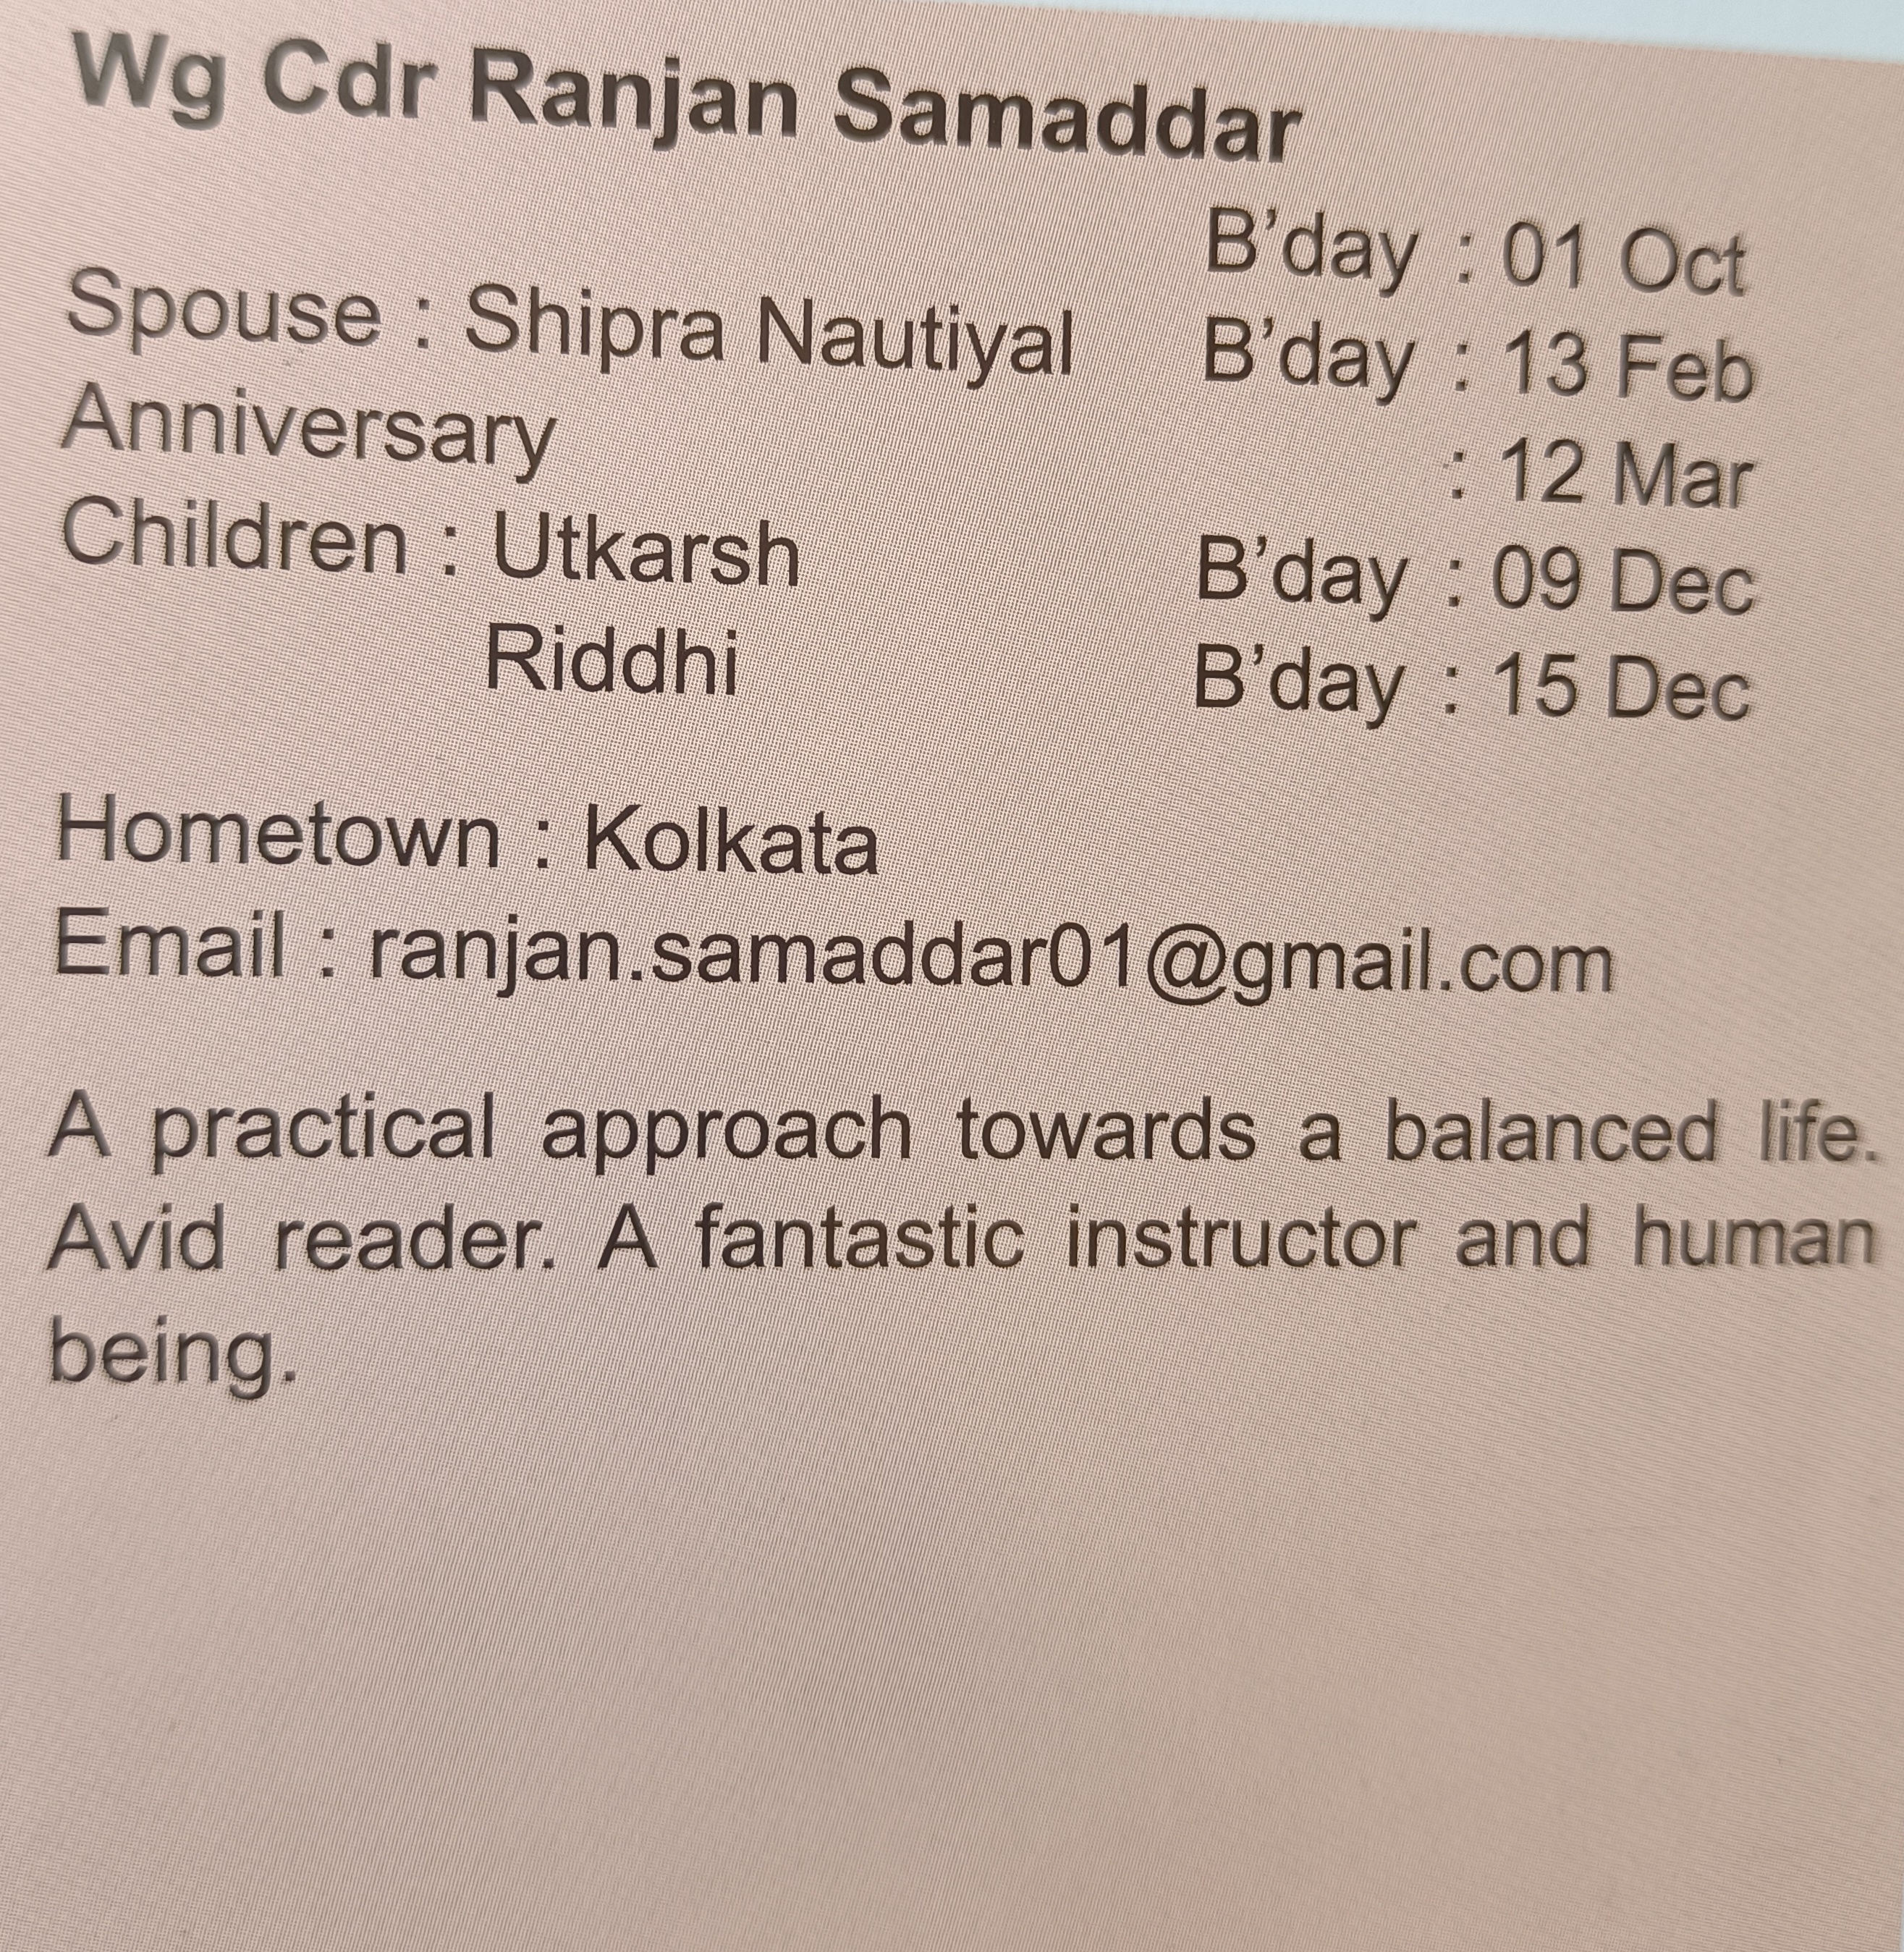 Wg Cdr Ranjan Samaddar
B’day : 01 Oct
Spouse : Shipra Nautiyal B’day : 13 Feb
Anniversary : 12 Mar
Children : Utkarsh B’day : 09 Dec
Riddhi B’day : 15 Dec
Hometown : Kolkata
Email : ranjan.samaddar01@gmail.com
A practical approach towards a balanced life.
Avid reader. A fantastic instructor and human
being.